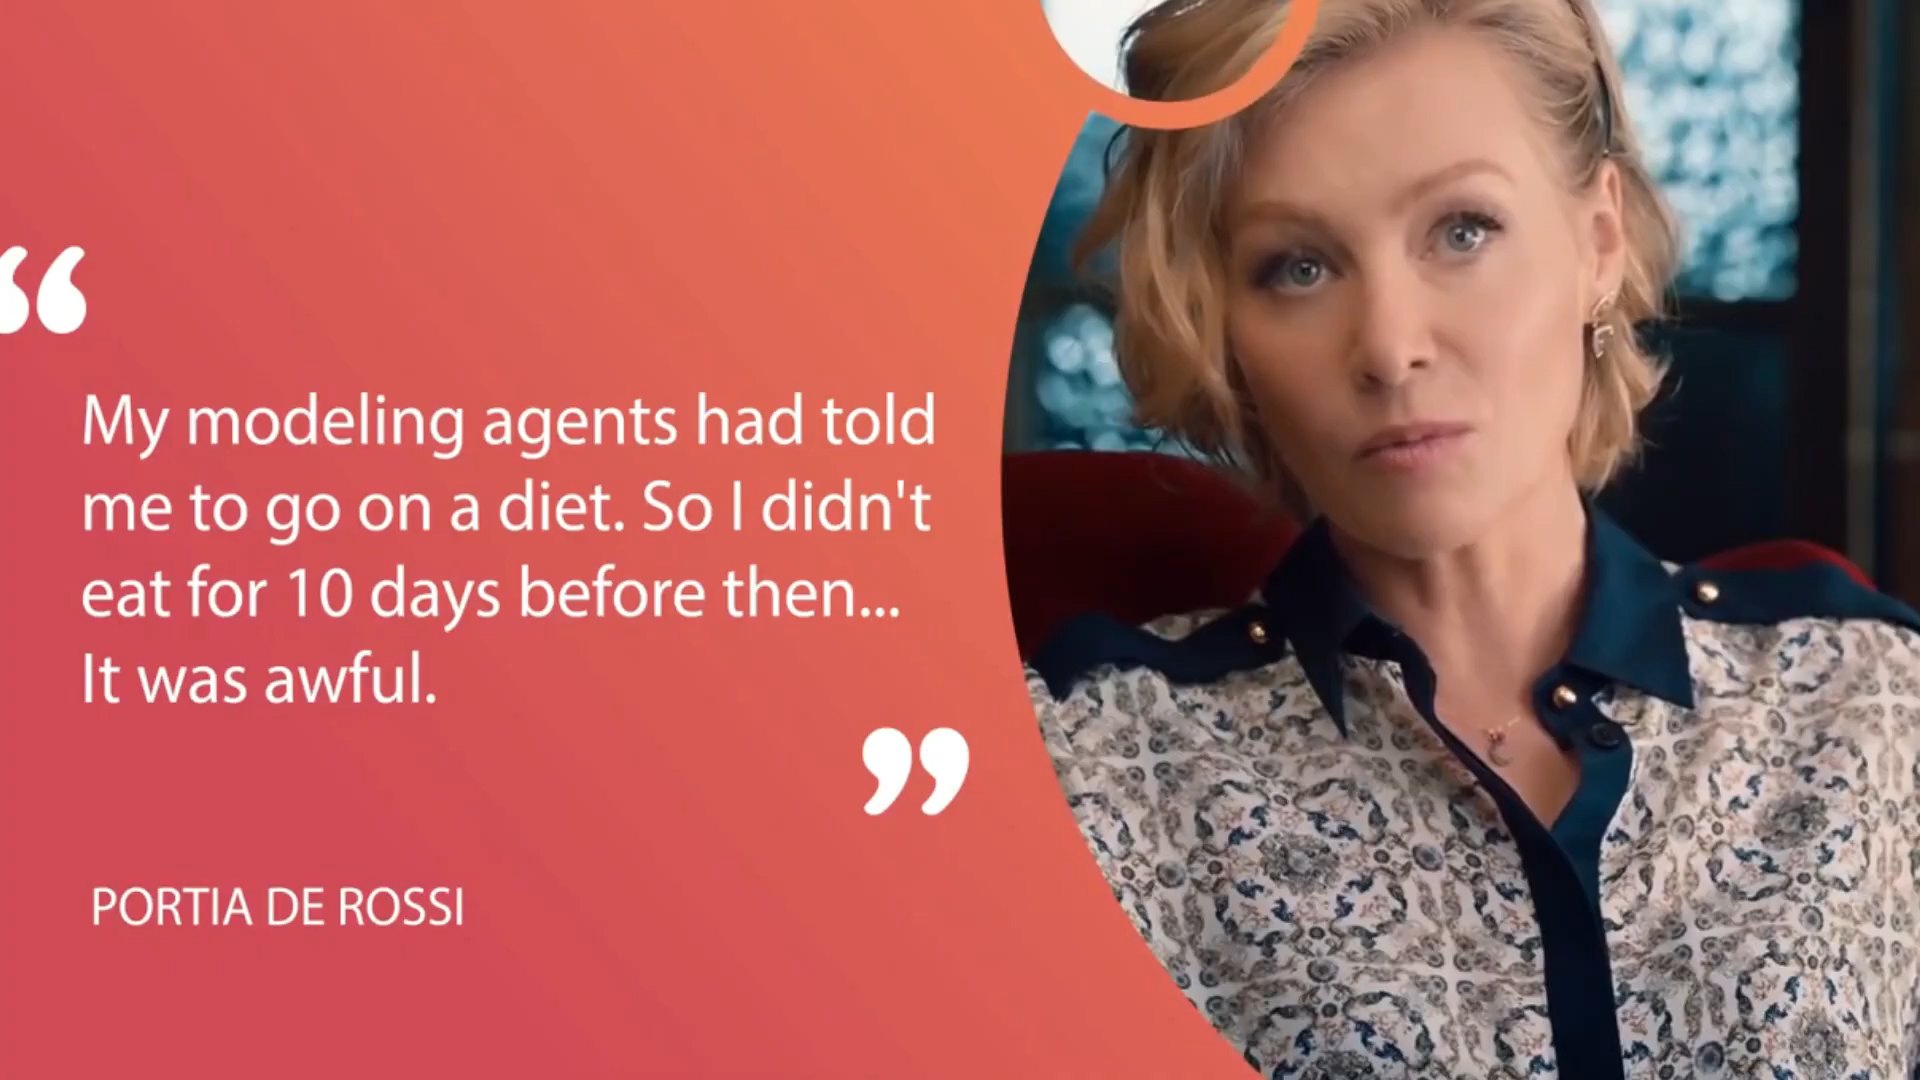 “
My modeling agents had told
me to go on a diet. So I didn't
eat for 10 days before then...
It was awful.
”
PORTIA DE ROSSI